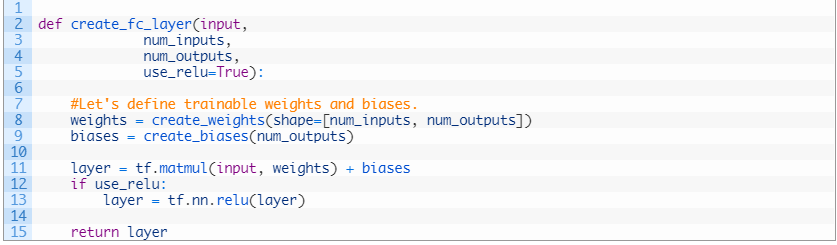 1
2 def create_fc_layer(input,
3              num_inputs,
4              num_outputs,
5              use_relu=True):
6
7     #Let's define trainable weights and biases.
8     weights = create_weights(shape=[num_inputs, num_outputs])
9     biases = create_biases(num_outputs)
10
11     layer = tf.matmul(input, weights) + biases
12     if use_relu:
13         layer = tf.nn.relu(layer)
14
15     return layer